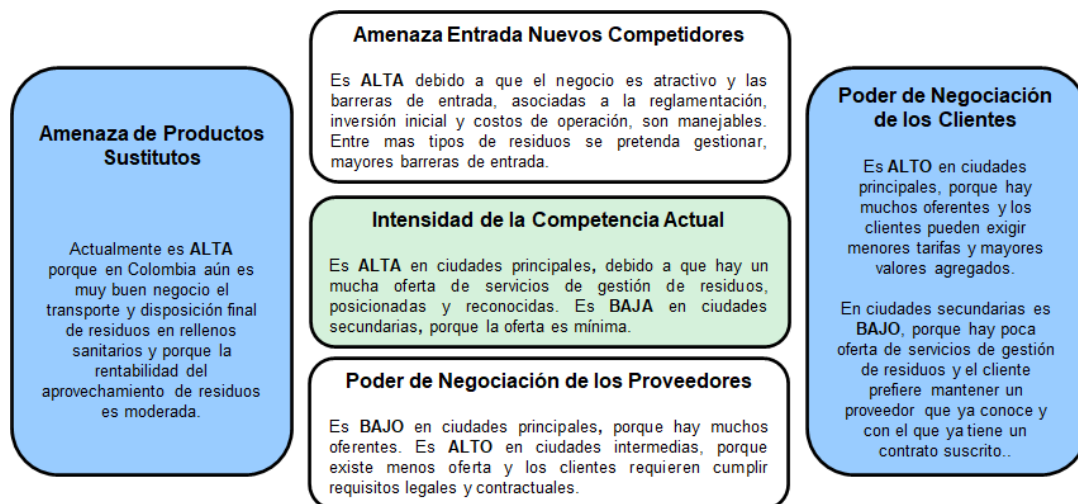 Amenaza Entrada Nuevos Competidores
Es ALTA debido a que el negocio es atractivo y las
barreras de entrada, asociadas a la reglamentación,
inversión inicial y costos de operación, son manejables.
Entre mas tipos de residuos se pretenda gestionar,
mayores barreras de entrada.
Amenaza de Productos
Sustitutos
Actualmente es ALTA
porque en Colombia aún es
muy buen negocio el
transporte y disposición final
de residuos en rellenos
sanitarios y porque la
rentabilidad del
aprovechamiento de residuos
es moderada.
Intensidad de la Competencia Actual
Es ALTA en ciudades principales, debido a que hay un
mucha oferta de servicios de gestión de residuos,
posicionadas y reconocidas. Es BAJA en ciudades
secundarias, porque la oferta es mínima.
Poder de Negociación
de los Clientes
Es ALTO en ciudades
principales, porque hay
muchos oferentes y los
clientes pueden exigir
menores tarifas y mayores
valores agregados.
En ciudades secundarias es
BAJO, porque hay poca
oferta de servicios de gestión
de residuos y el cliente
prefiere mantener un
proveedor que ya conoce y
con el que ya tiene un
contrato suscrito..
Poder de Negociación de los Proveedores
Es BAJO en ciudades principales, porque hay muchos
oferentes. Es ALTO en ciudades intermedias, porque
existe menos oferta y los clientes requieren cumplir
requisitos legales y contractuales.